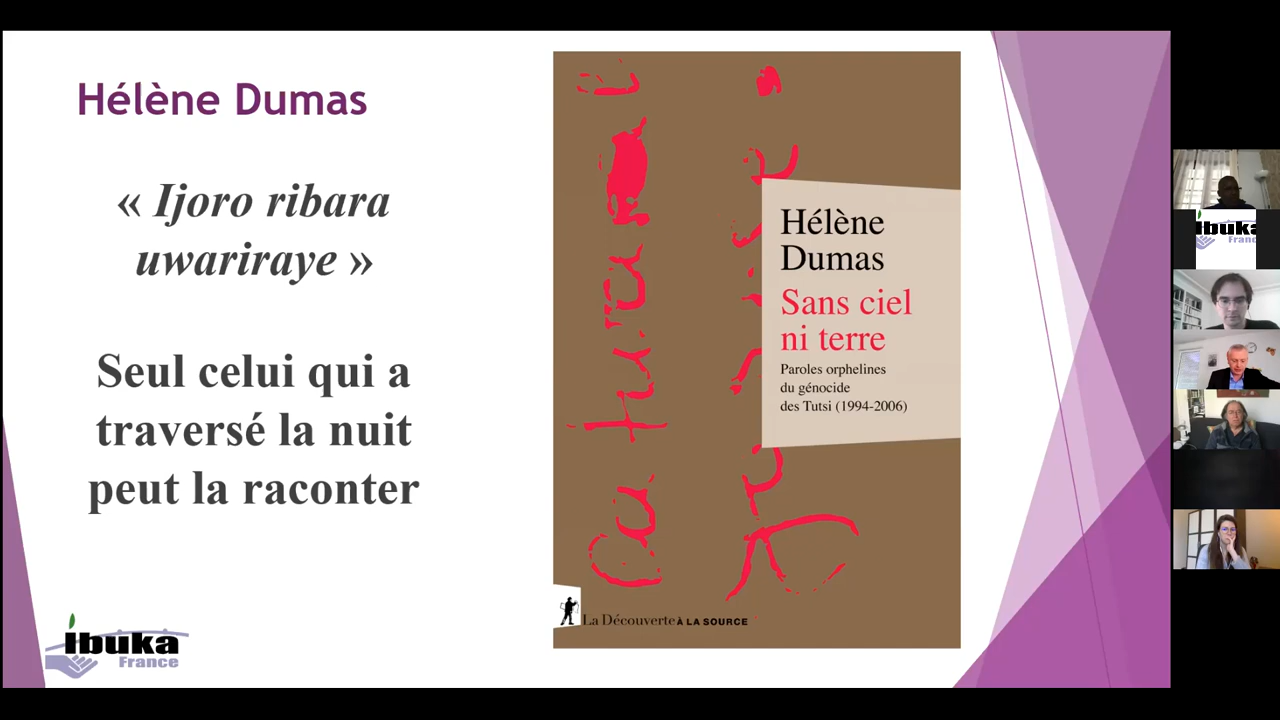 Hélène Dumas
« Ijoro ribara
uwariraye »
Seul celui qui a
traversé la nuit
peut la raconter
Ibuka
France
Hélène
Dumas
Sans ciel
ni terre
Paroles orphelines
du génocide
des Tutsi (1994-2006)
La Découverte À LA SOURCE
Ibuka
France